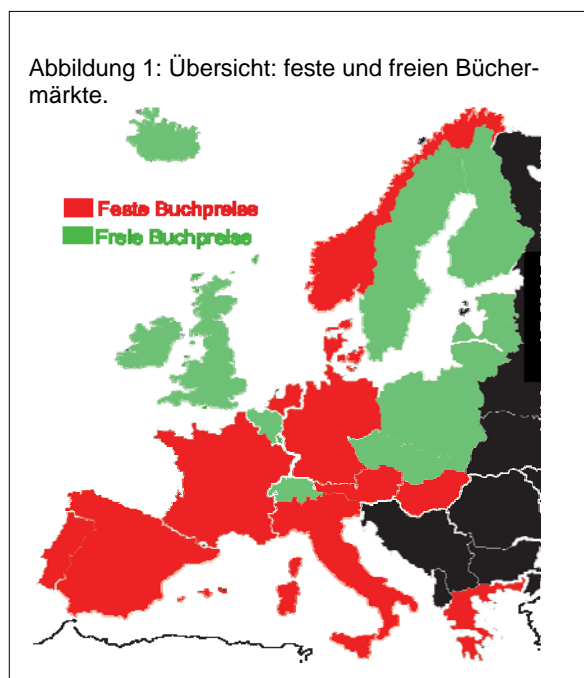 Abbildung 1: Übersicht: feste und freien Bücher-
märkte.
Feste Buchpreise
Freie Buchpreise